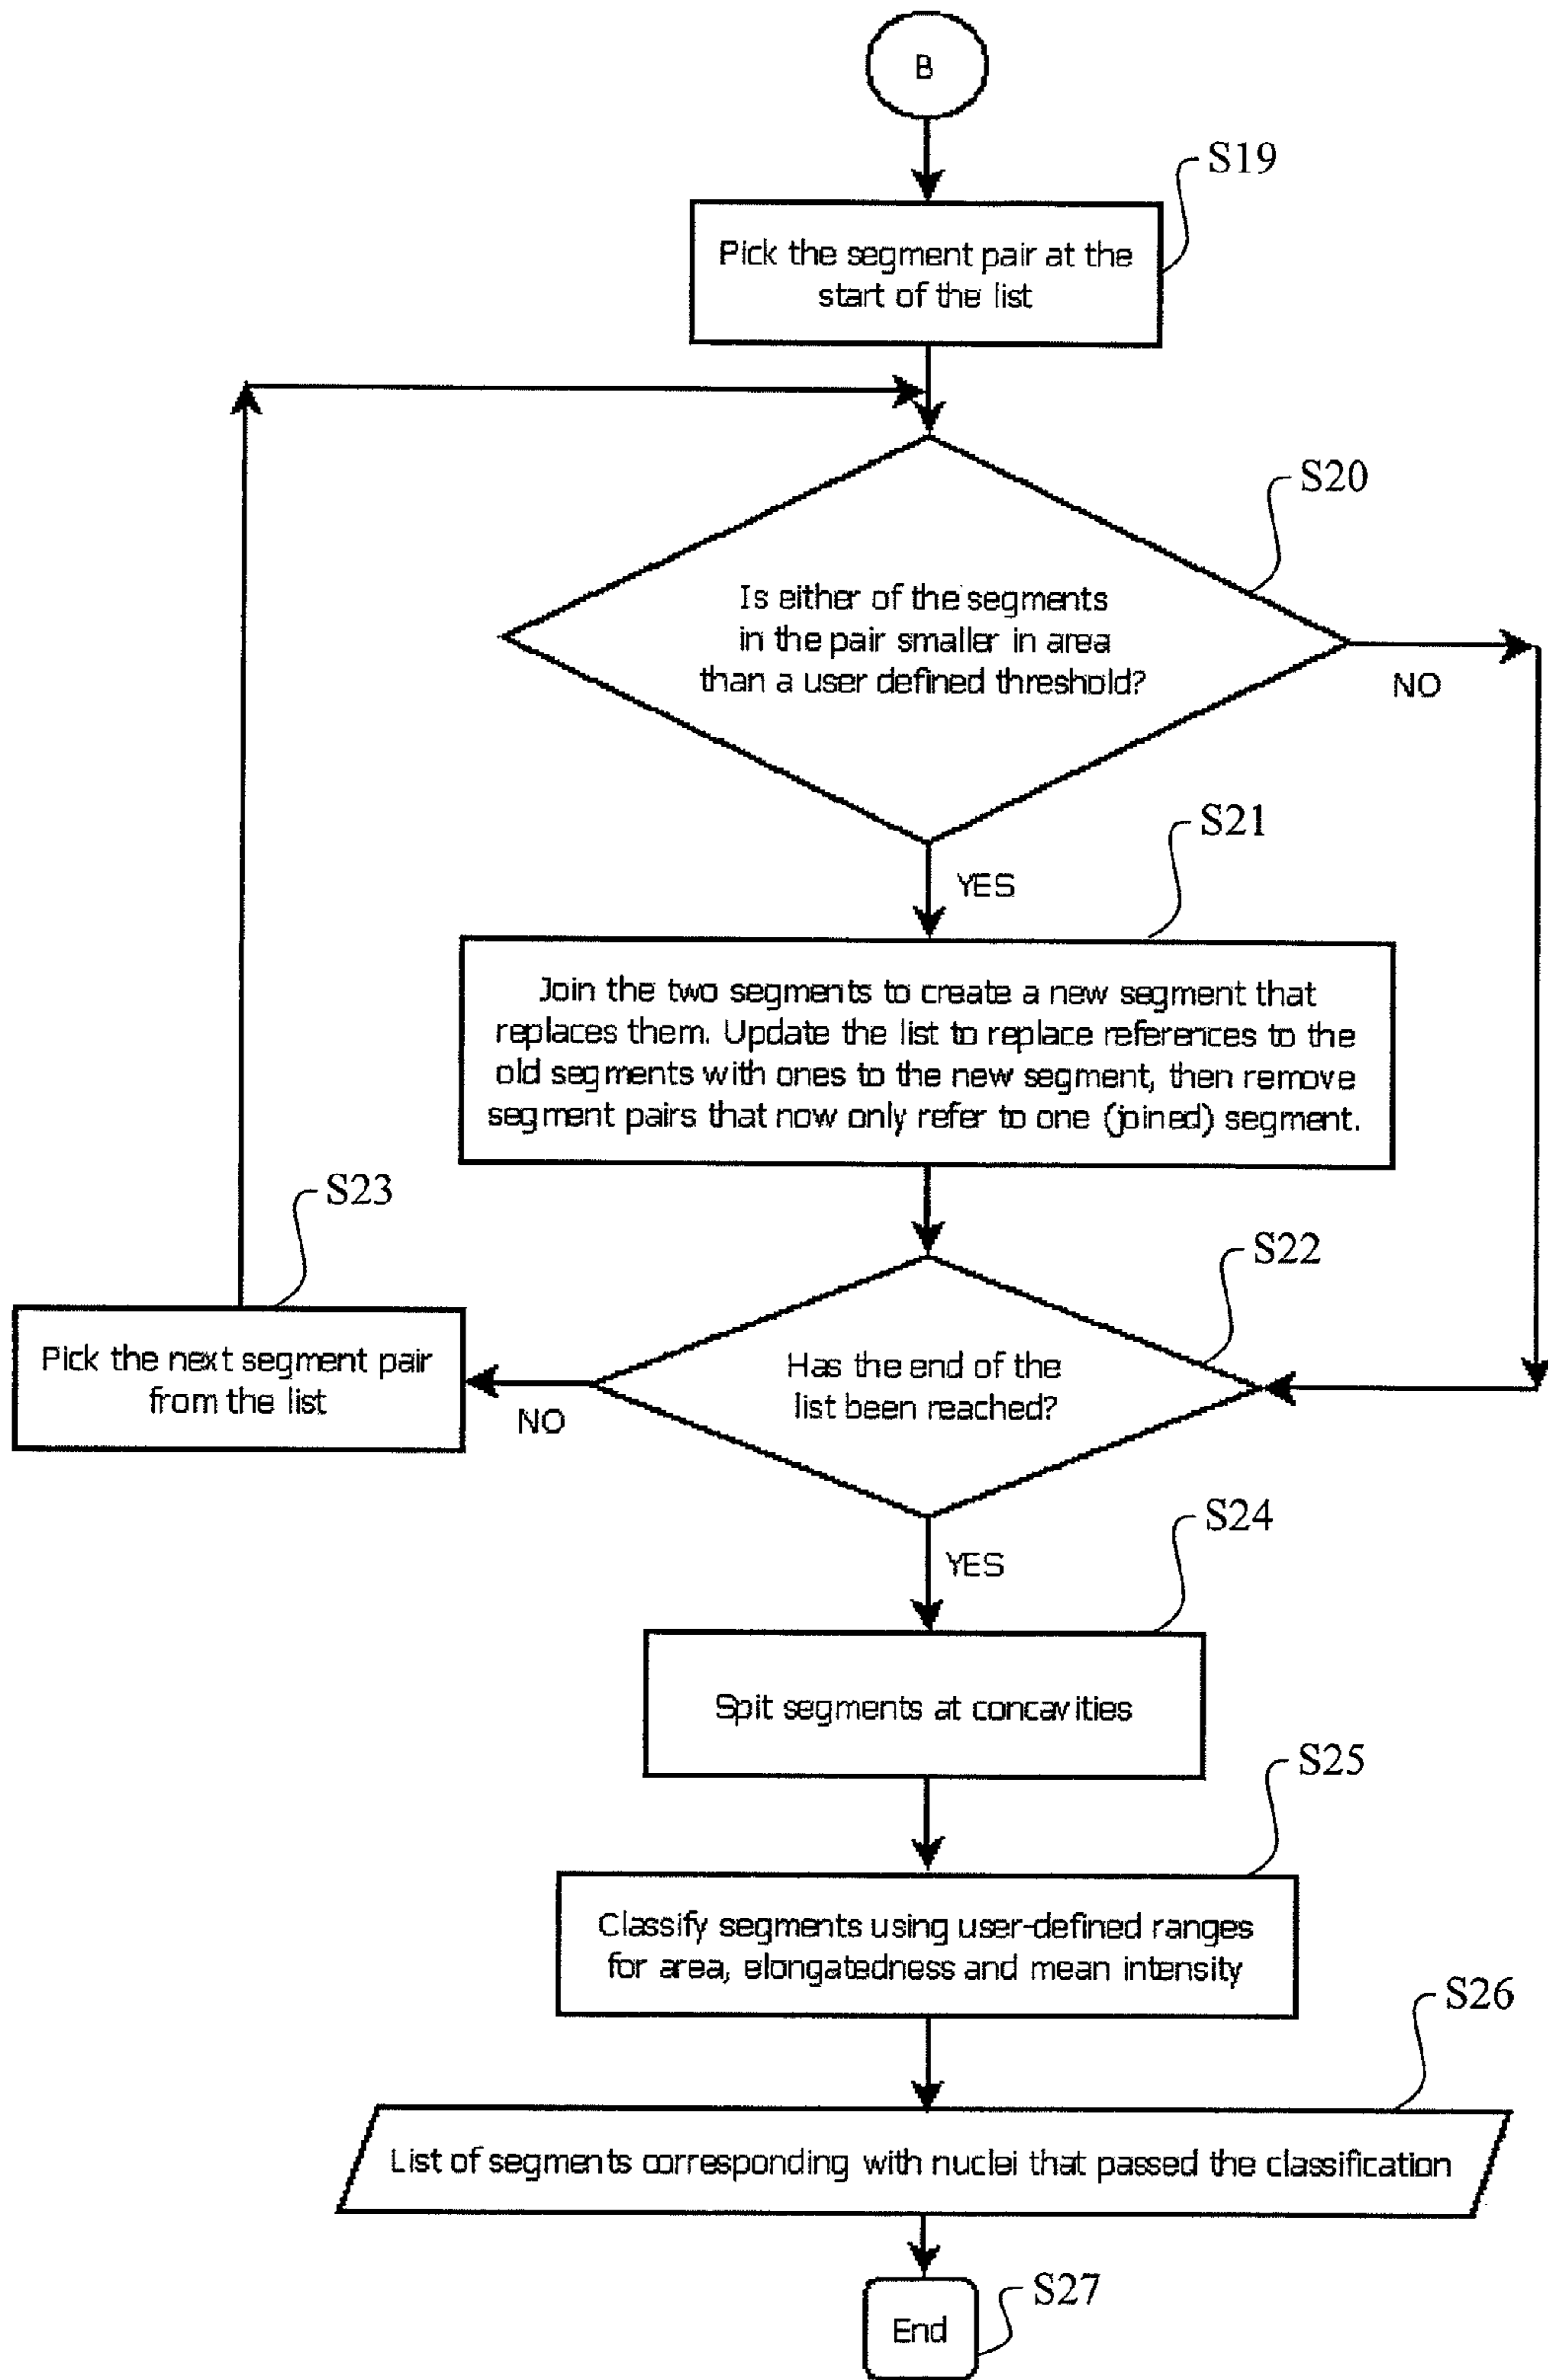 B
S19
Pick the segment pair at the
start of the list
S20
Is either of the segments
in the pair smaller in area
than a user defined threshold?
NO
S21
YES
Join the two segments to create a new segment that
replaces them. Update the list to replace references to the
old segments with ones to the new segment, then remove
segment pairs that now only refer to one (joined) segment.
S23
S22
Pick the next segment pair
from the list
NO
Has the end of the
list been reached?
S24
YES
Spit segments at concavities
S25
Classify segments using user-defined ranges
for area, elongatedness and mean intensity
S26
List of segments corresponding with nuclei that passed the classification
S27
End